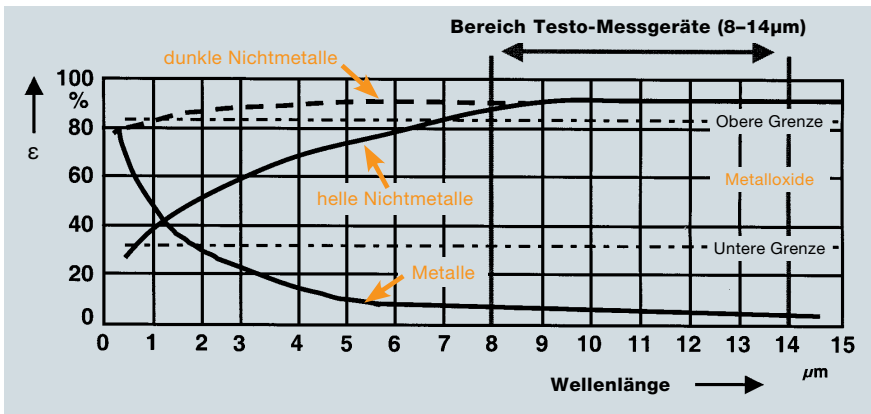 Bereich Testo-Messgeräte (8–14µm)
dunkle Nichtmetalle
100
%
80
ε
60
40
20
0
Obere Grenze
Metalloxide
helle Nichtmetalle
Untere Grenze
Metalle
0 1 2 3 4 5 6 7 8 9 10 11 12 13 14 15
µm
Wellenlänge